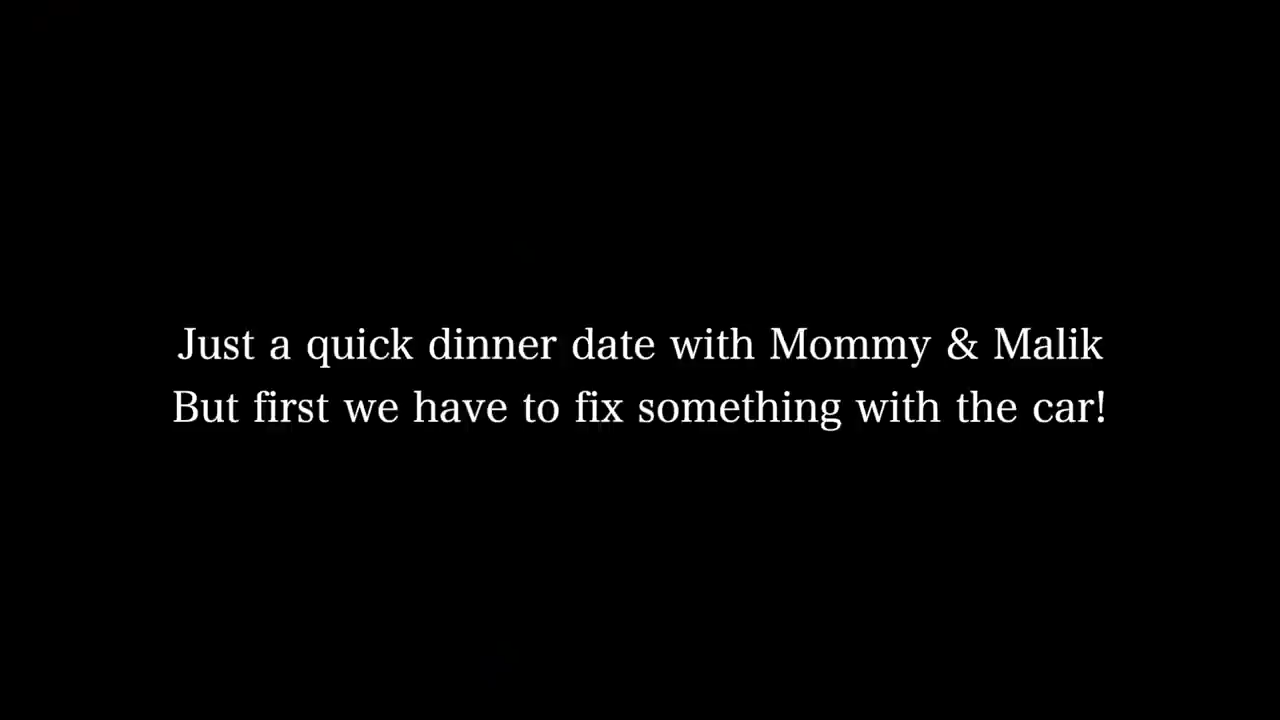 Just a quick dinner date with Mommy & Malik
But first we have to fix something with the car!